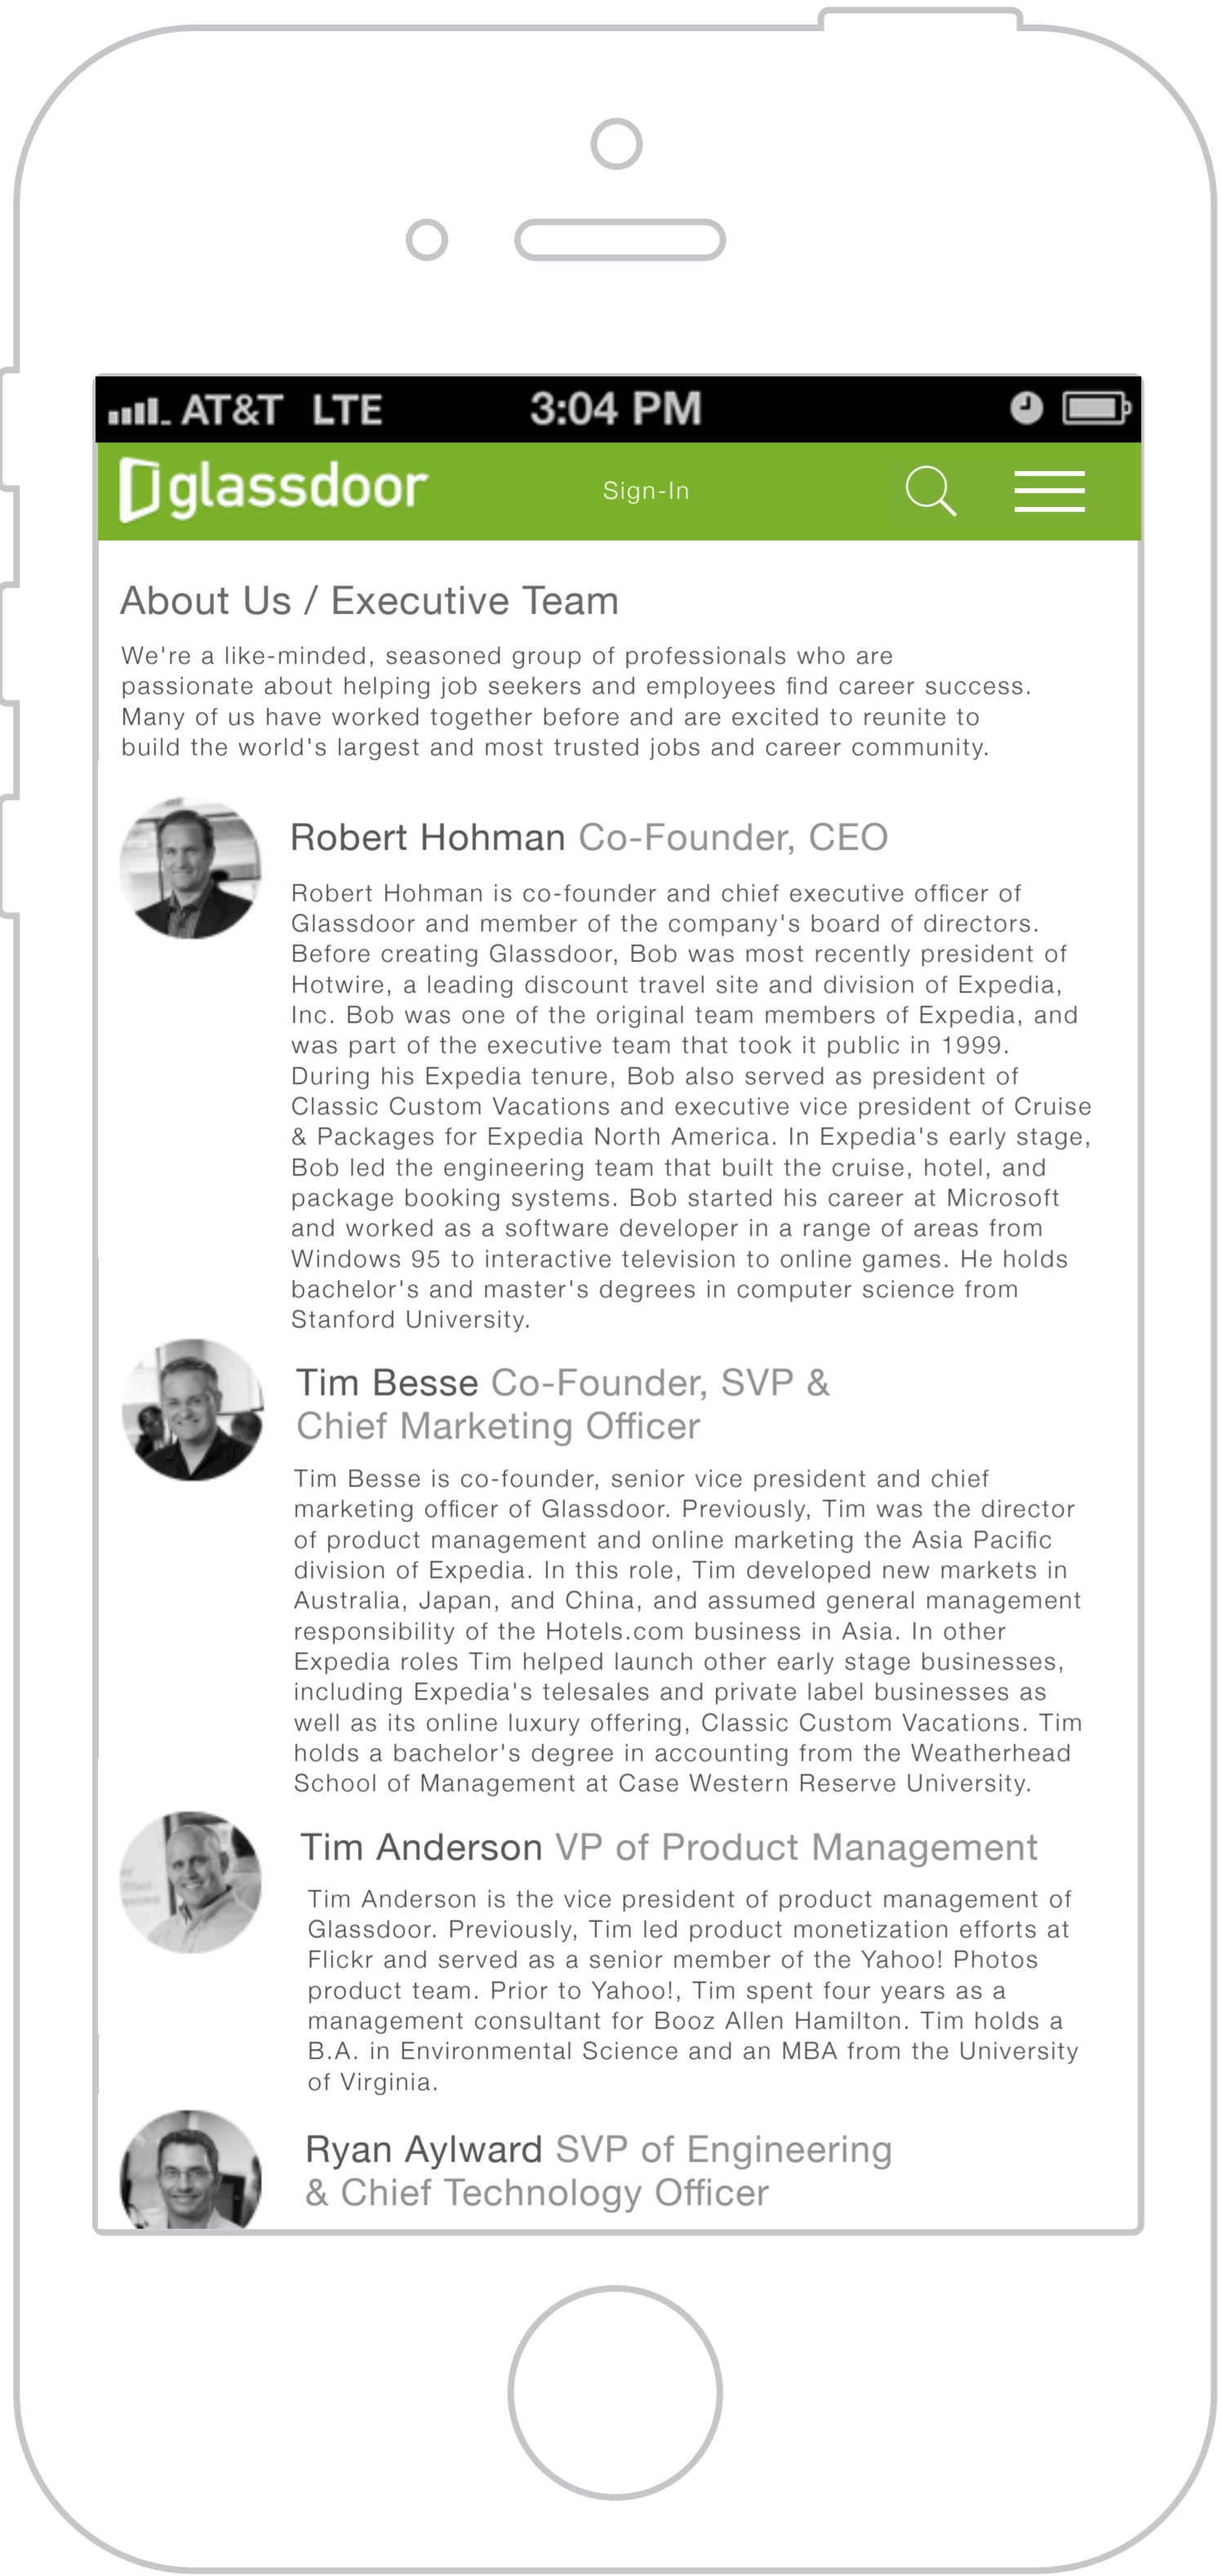 AT&T LTE 3:04 PM
glassdoor Sign-In
About Us / Executive Team
We're a like-minded, seasoned group of professionals who are
passionate about helping job seekers and employees find career success.
Many of us have worked together before and are excited to reunite to
build the world's largest and most trusted jobs and career community.
Robert Hohman Co-Founder, CEO
Robert Hohman is co-founder and chief executive officer of
Glassdoor and member of the company's board of directors.
Before creating Glassdoor, Bob was most recently president of
Hotwire, a leading discount travel site and division of Expedia,
Inc. Bob was one of the original team members of Expedia, and
was part of the executive team that took it public in 1999.
During his Expedia tenure, Bob also served as president of
Classic Custom Vacations and executive vice president of Cruise
& Packages for Expedia North America. In Expedia's early stage,
Bob led the engineering team that built the cruise, hotel, and
package booking systems. Bob started his career at Microsoft
and worked as a software developer in a range of areas from
Windows 95 to interactive television to online games. He holds
bachelor's and master's degrees in computer science from
Stanford University.
Tim Besse Co-Founder, SVP &
Chief Marketing Officer
Tim Besse is co-founder, senior vice president and chief
marketing officer of Glassdoor. Previously, Tim was the director
of product management and online marketing the Asia Pacific
division of Expedia. In this role, Tim developed new markets in
Australia, Japan, and China, and assumed general management
responsibility of the Hotels.com business in Asia. In other
Expedia roles Tim helped launch other early stage businesses,
including Expedia's telesales and private label businesses as
well as its online luxury offering, Classic Custom Vacations. Tim
holds a bachelor's degree in accounting from the Weatherhead
School of Management at Case Western Reserve University.
Tim Anderson VP of Product Management
Tim Anderson is the vice president of product management of
Glassdoor. Previously, Tim led product monetization efforts at
Flickr and served as a senior member of the Yahoo! Photos
product team. Prior to Yahoo!, Tim spent four years as a
management consultant for Booz Allen Hamilton. Tim holds a
B.A. in Environmental Science and an MBA from the University
of Virginia.
Ryan Aylward SVP of Engineering
& Chief Technology Officer